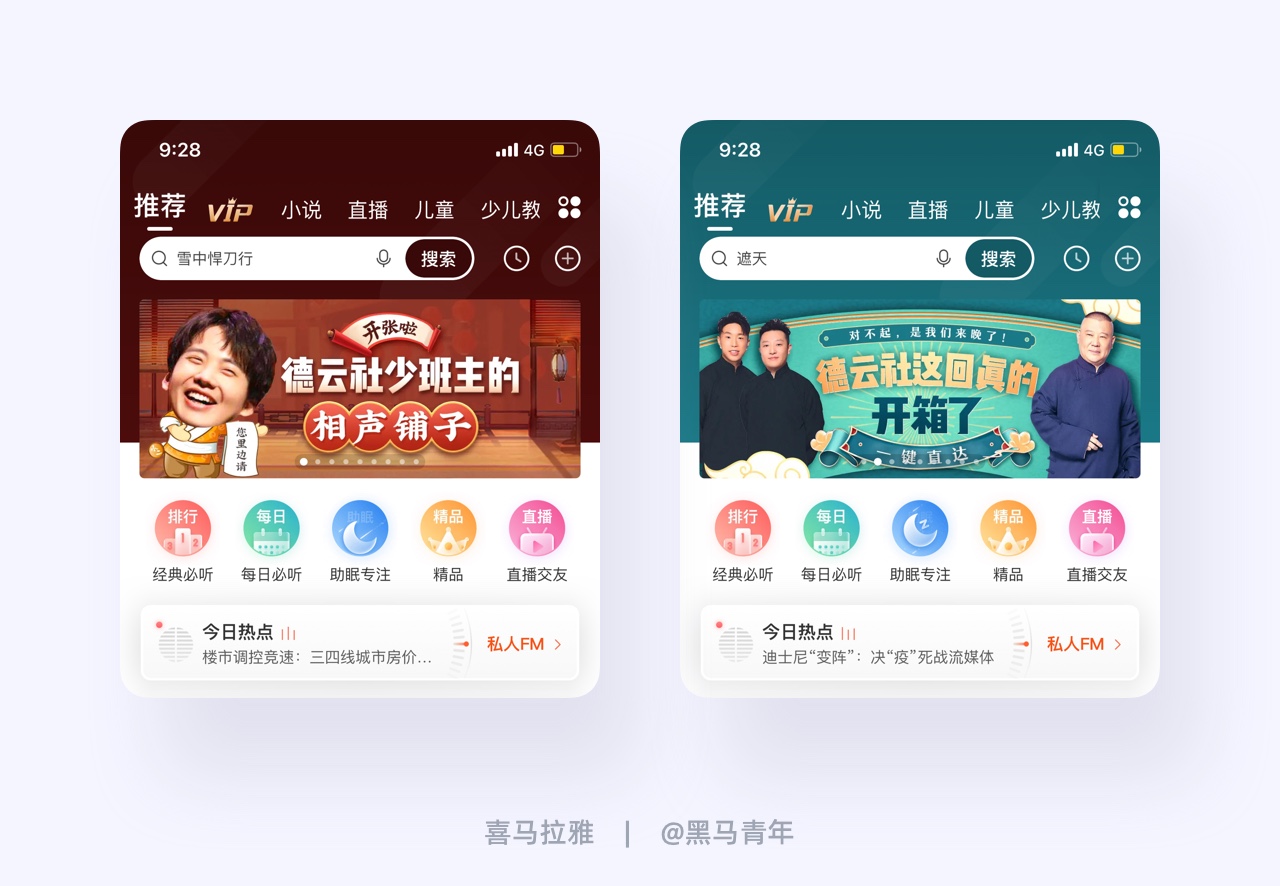 9:28
4G
推荐 VIP 小说 直播 儿童 少儿教
雪中悍刀行 搜索
开张啦
德云社少班主的
相声铺子
您里边请
排行 每日 助眠 精品 直播
经典必听 每日必听 助眠专注 精品 直播交友
今日热点
楼市调控竞速:三四线城市房价...
私人FM
9:28
4G
推荐 VIP 小说 直播 儿童 少儿教
遮天 搜索
对不起,是我们来晚了!
德云社这回真的
开箱了
一键直达
排行 每日 精品 直播
经典必听 每日必听 助眠专注 精品 直播交友
今日热点
迪士尼“变阵”:决“疫”死战流媒体
私人FM
喜马拉雅 | @黑马青年